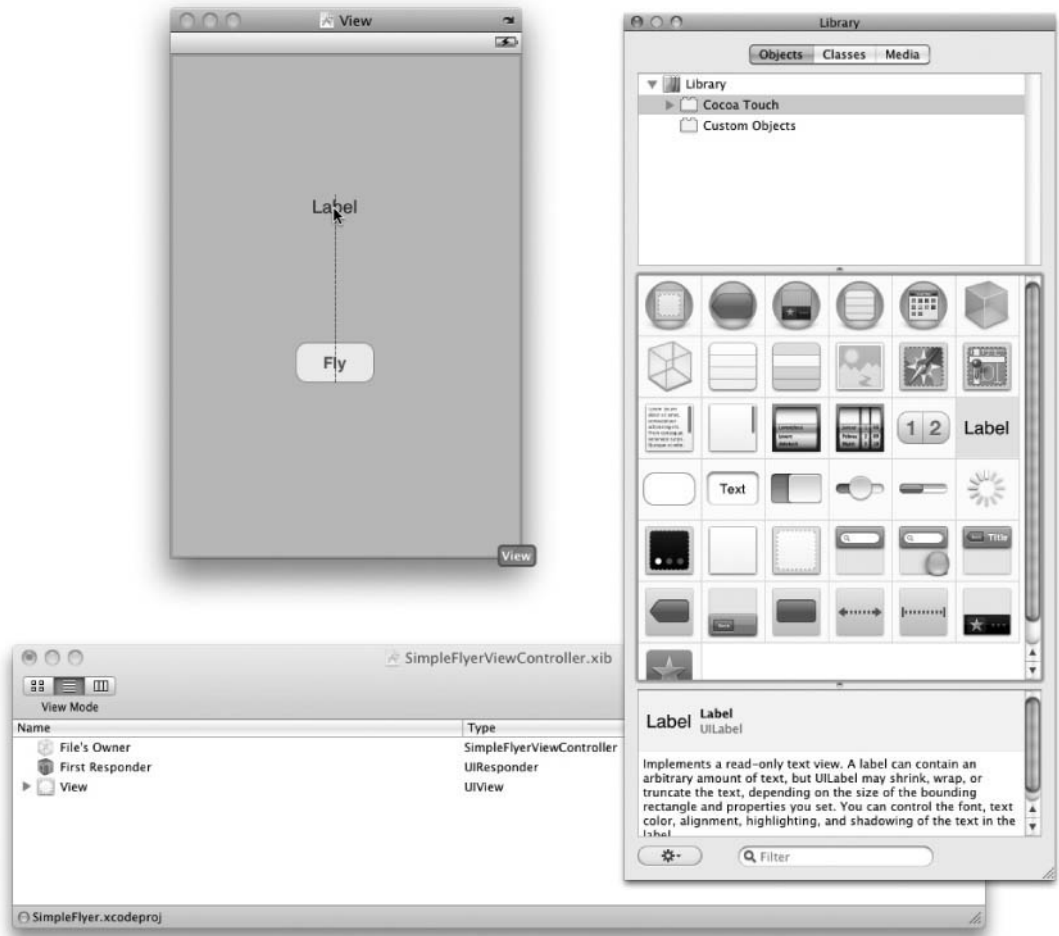 View
Label
Fly
View
Library
Objects Classes Media
Library
Cocoa Touch
Custom Objects
1 2 Label
Text
Title
Label Label
UILabel
Implements a read-only text view. A label can contain an
arbitrary amount of text, but UILabel may shrink, wrap, or
truncate the text, depending on the size of the bounding
rectangle and properties you set. You can control the font, text
color, alignment, highlighting, and shadowing of the text in the
label
Filter
SimpleFlyerViewController.xib
View Mode
Name Type
File's Owner SimpleFlyerViewController
First Responder UIResponder
View UIView
SimpleFlyer.xcodeproj